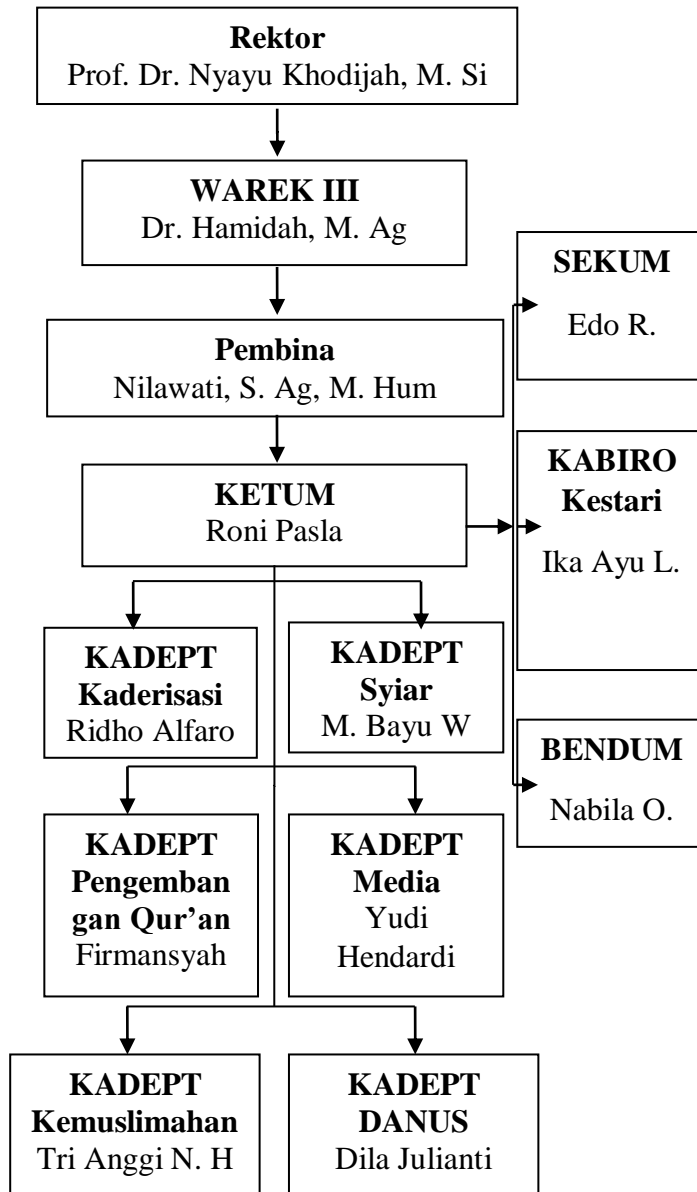 Rektor
Prof. Dr. Nyayu Khodijah, M. Si
WAREK III
Dr. Hamidah, M. Ag
Pembina
Nilawati, S. Ag, M. Hum
KETUM
Roni Pasla
SEKUM
Edo R.
KABIRO
Kestari
Ika Ayu L.
BENDUM
Nabila O.
KADEPT
Kaderisasi
Ridho Alfaro
KADEPT
Syiar
M. Bayu W
KADEPT
Pengemban
gan Qur’an
Firmansyah
KADEPT
Media
Yudi
Hendardi
KADEPT
Kemuslimahan
Tri Anggi N. H
KADEPT
DANUS
Dila Julianti